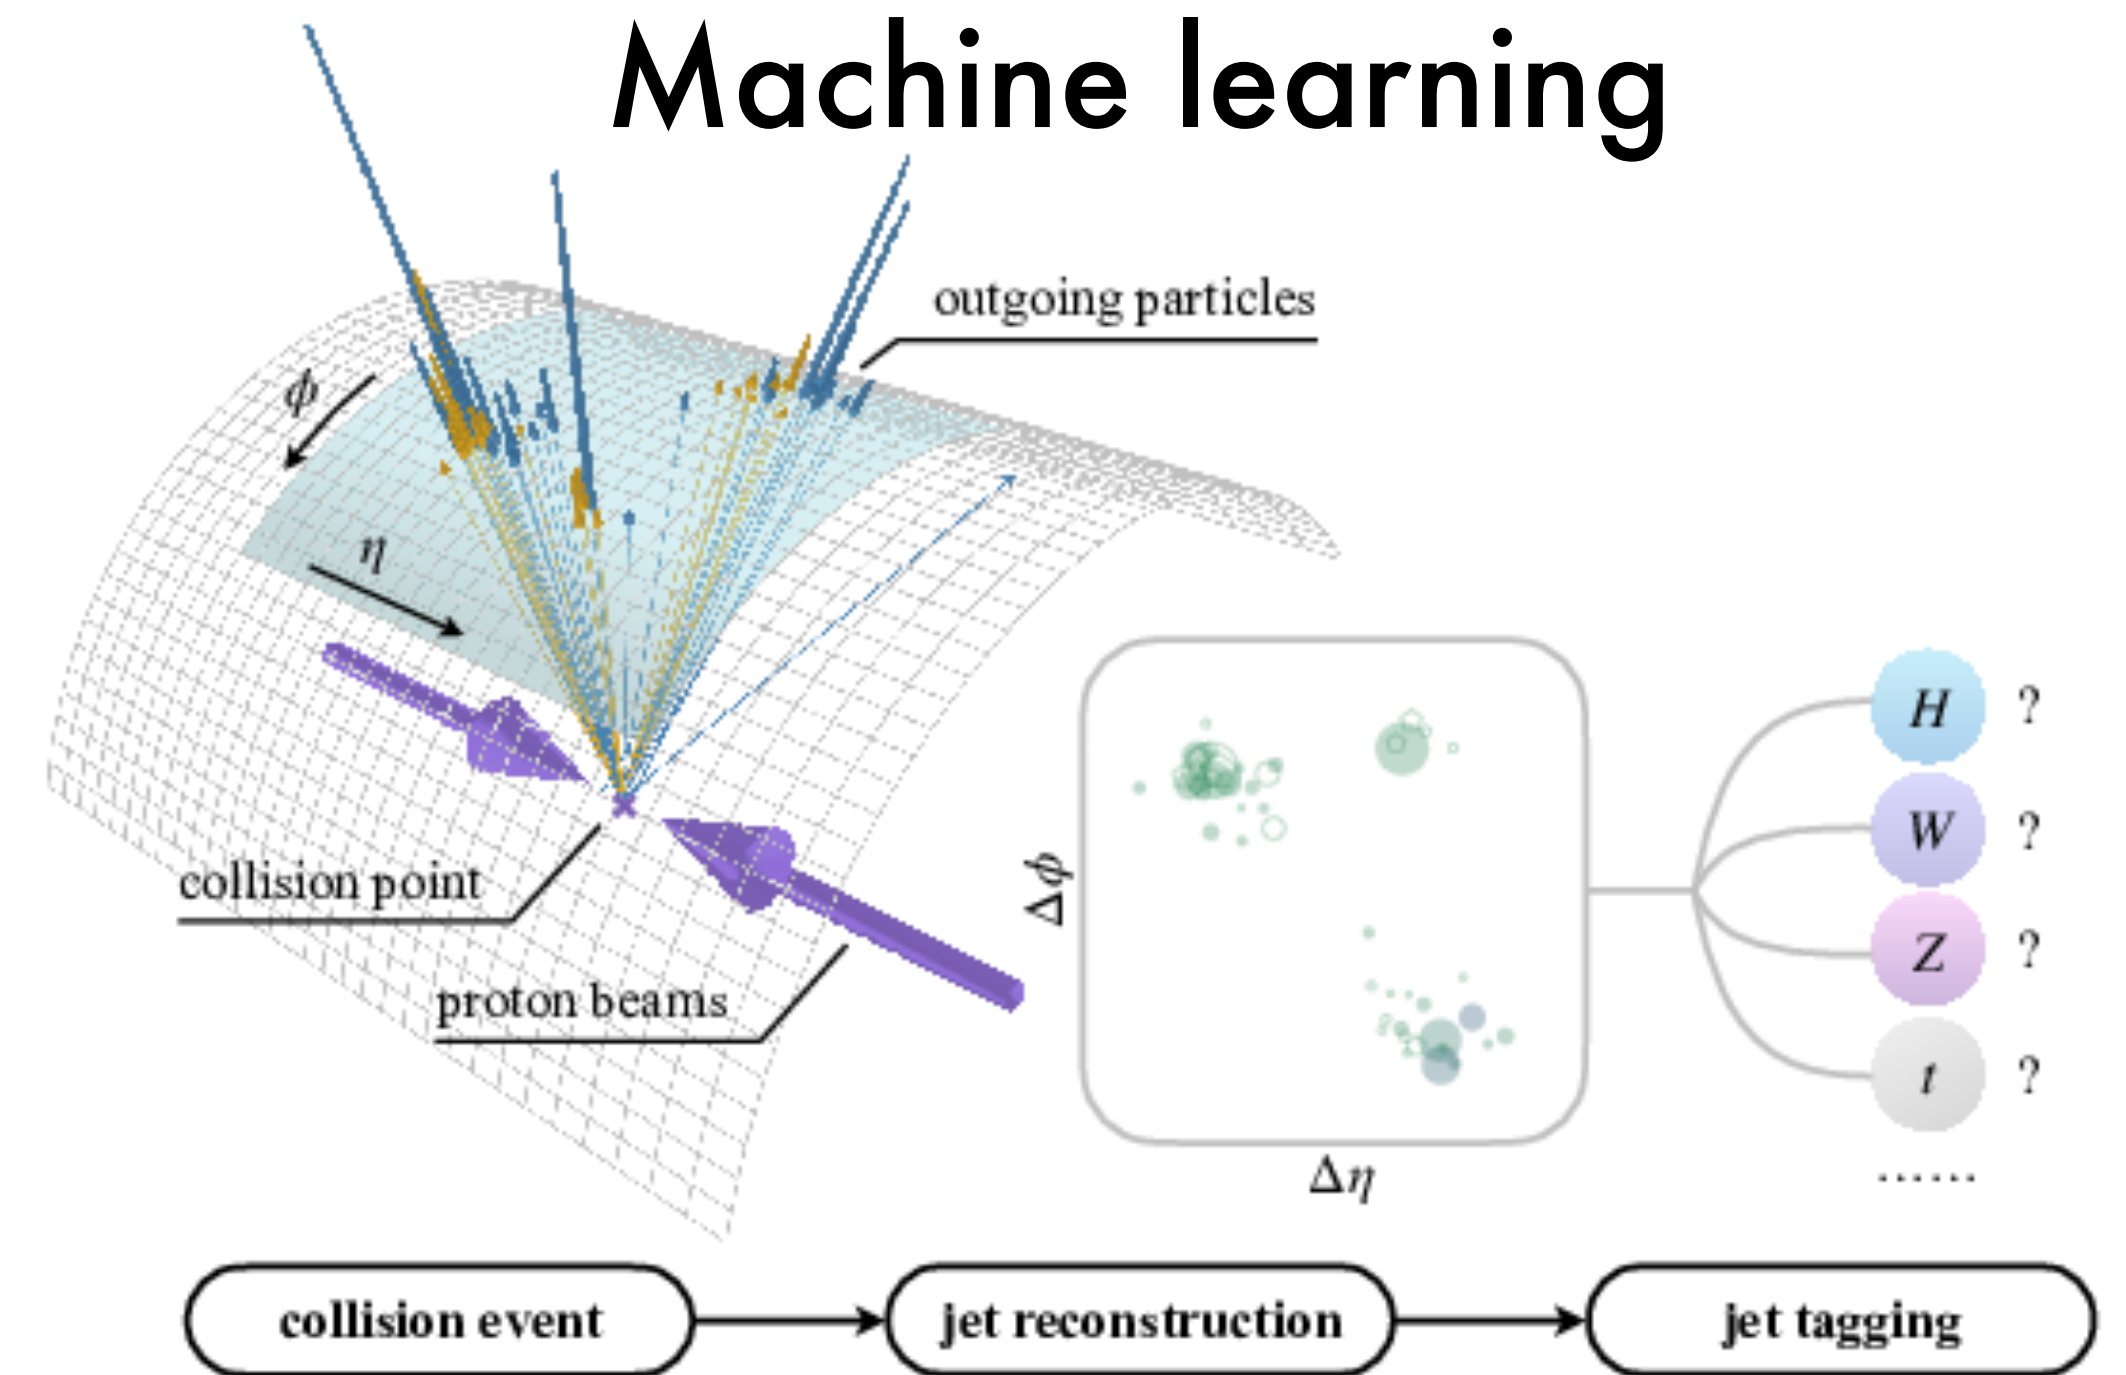 Machine learning
outgoing particles
ϕ
η
collision point
proton beams
Δϕ
Δη
H ?
W ?
Z ?
t ?
......
collision event
jet reconstruction
jet tagging